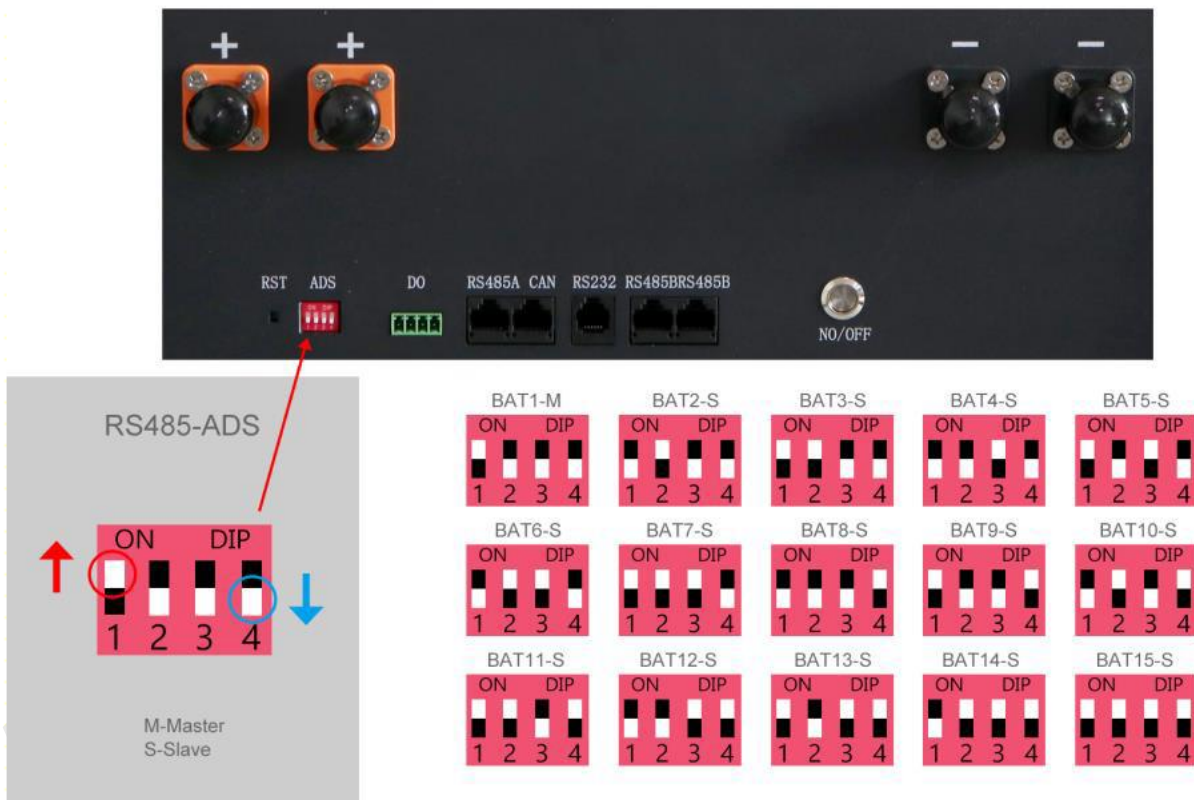 + + − −
RST ADS DO RS485A CAN RS232 RS485BRS485B
NO/OFF
RS485-ADS
ON DIP
1 2 3 4
M-Master
S-Slave
BAT1-M BAT2-S BAT3-S BAT4-S BAT5-S
ON DIP ON DIP ON DIP ON DIP ON DIP
1 2 3 4 1 2 3 4 1 2 3 4 1 2 3 4 1 2 3 4
BAT6-S BAT7-S BAT8-S BAT9-S BAT10-S
ON DIP ON DIP ON DIP ON DIP ON DIP
1 2 3 4 1 2 3 4 1 2 3 4 1 2 3 4 1 2 3 4
BAT11-S BAT12-S BAT13-S BAT14-S BAT15-S
ON DIP ON DIP ON DIP ON DIP ON DIP
1 2 3 4 1 2 3 4 1 2 3 4 1 2 3 4 1 2 3 4